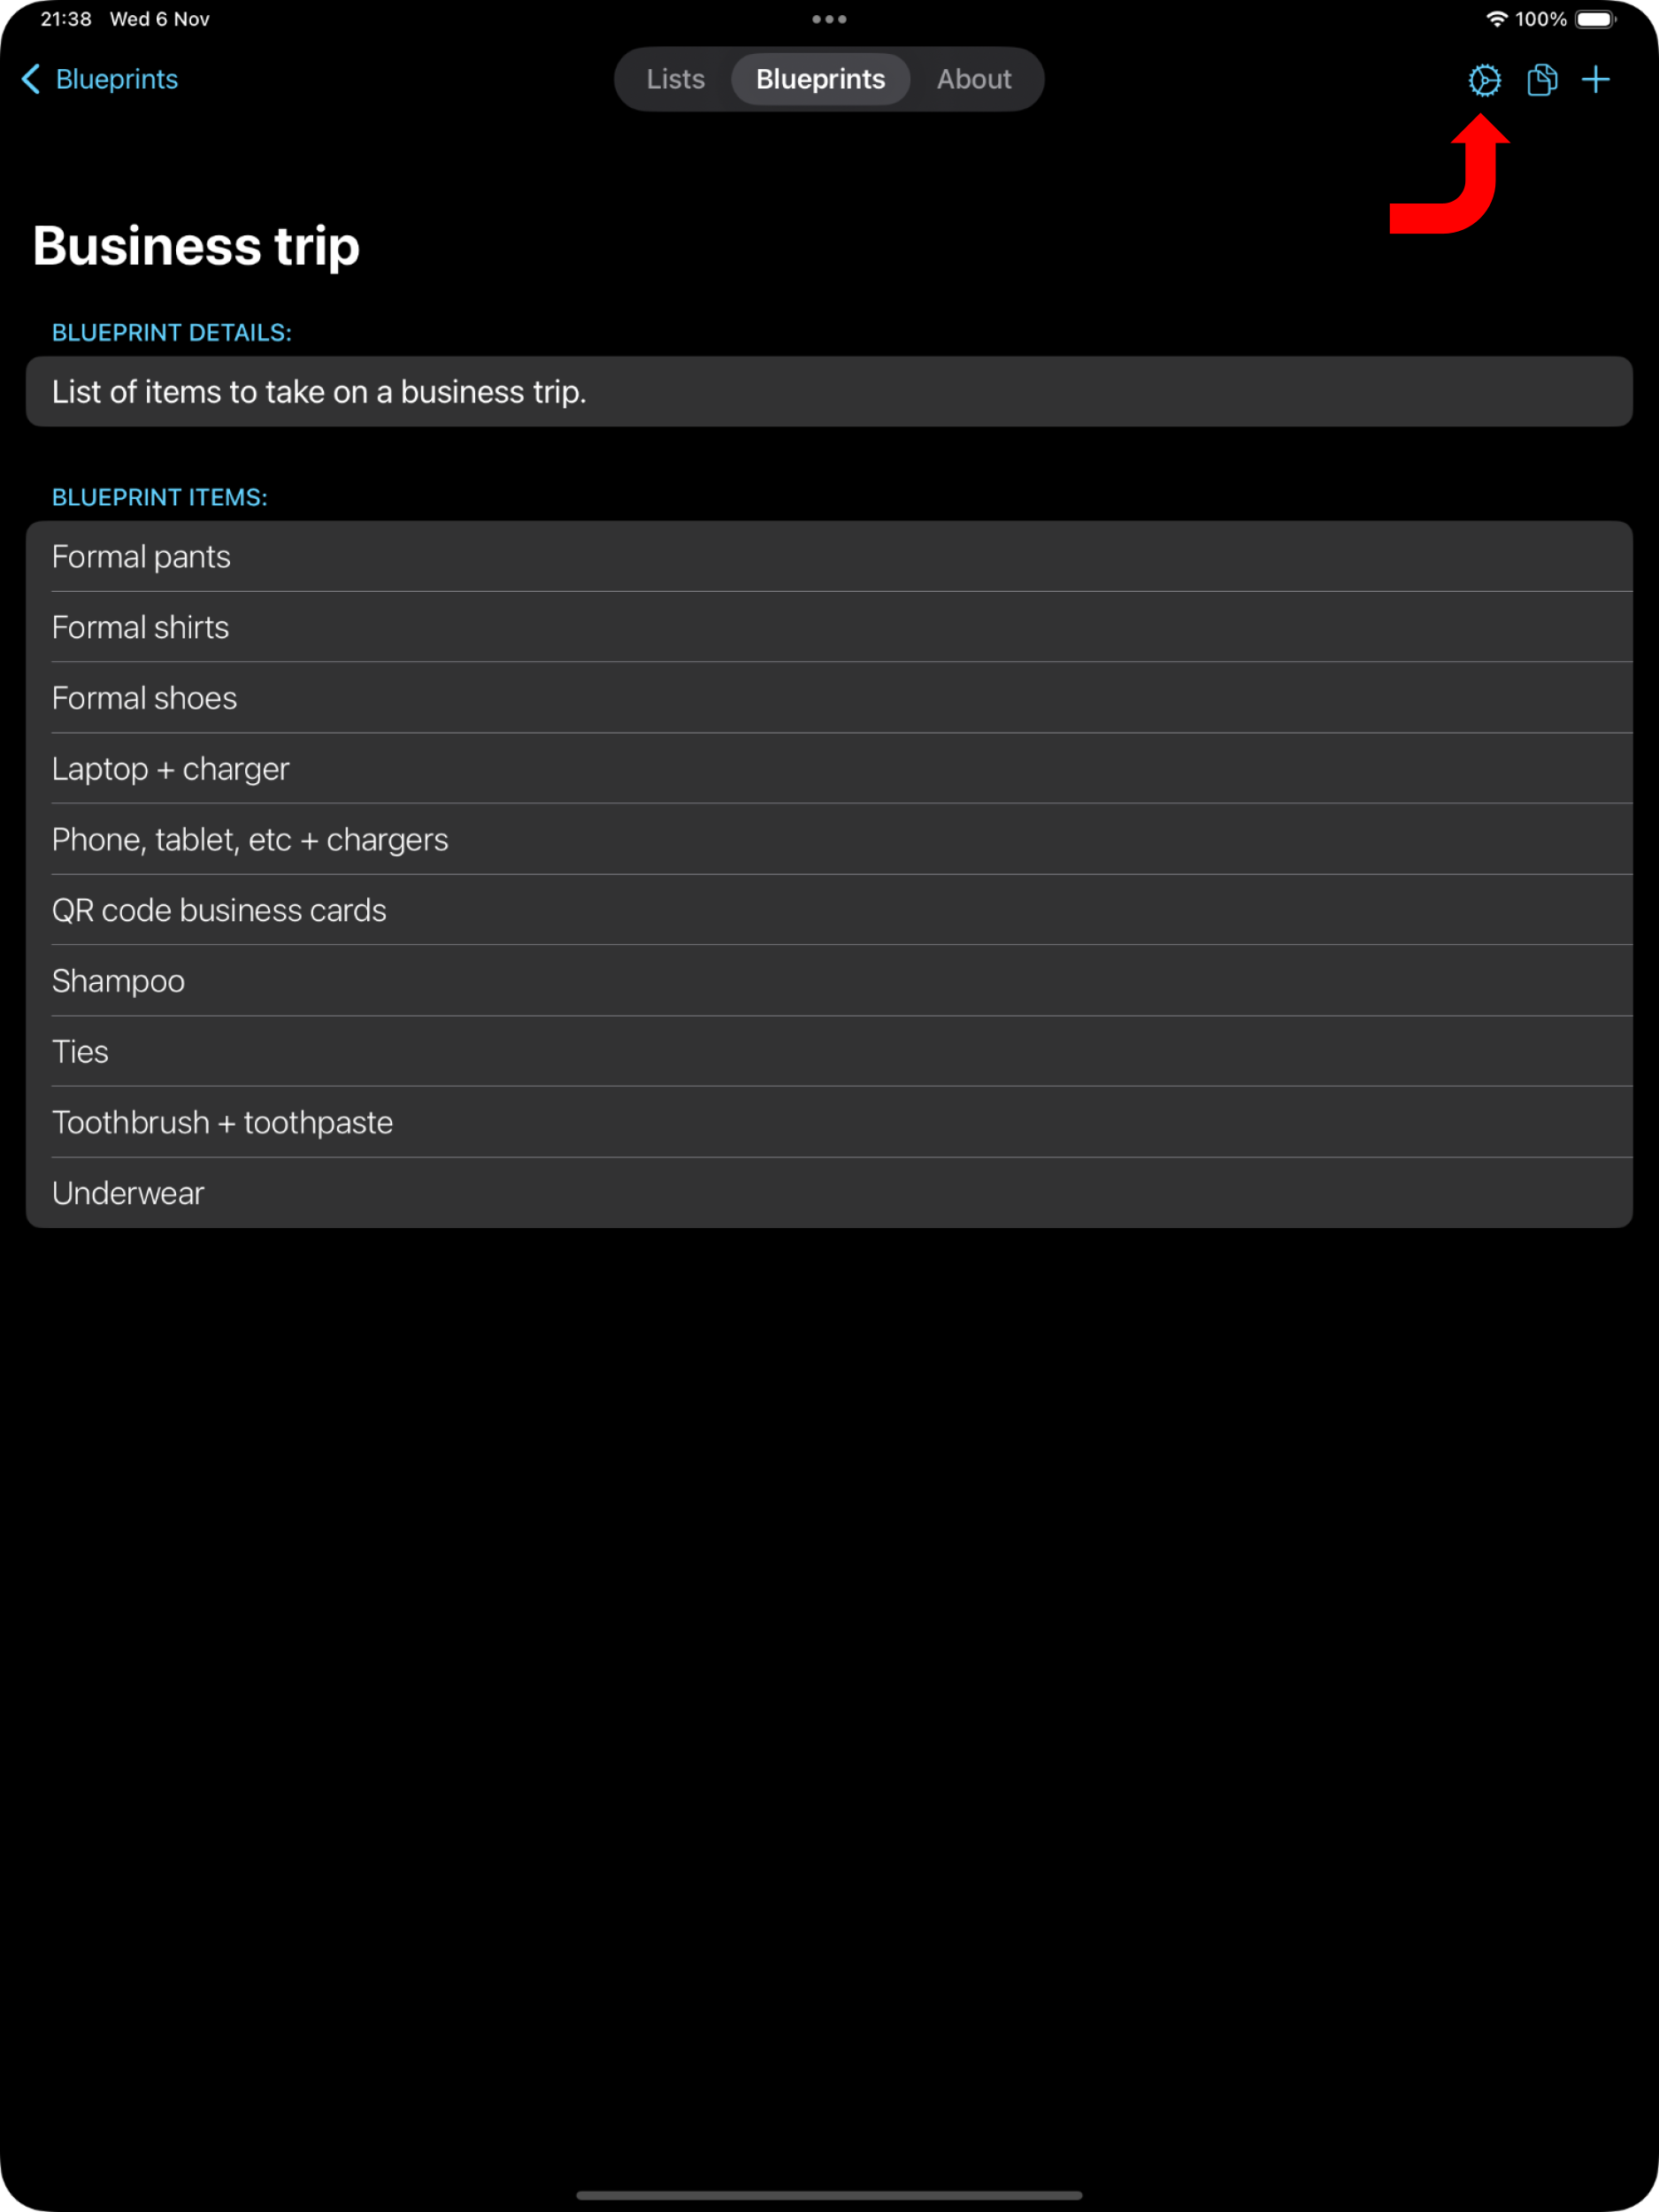 21:38 Wed 6 Nov
100%
Blueprints
Lists Blueprints About
Business trip
BLUEPRINT DETAILS:
List of items to take on a business trip.
BLUEPRINT ITEMS:
Formal pants
Formal shirts
Formal shoes
Laptop + charger
Phone, tablet, etc + chargers
QR code business cards
Shampoo
Ties
Toothbrush + toothpaste
Underwear